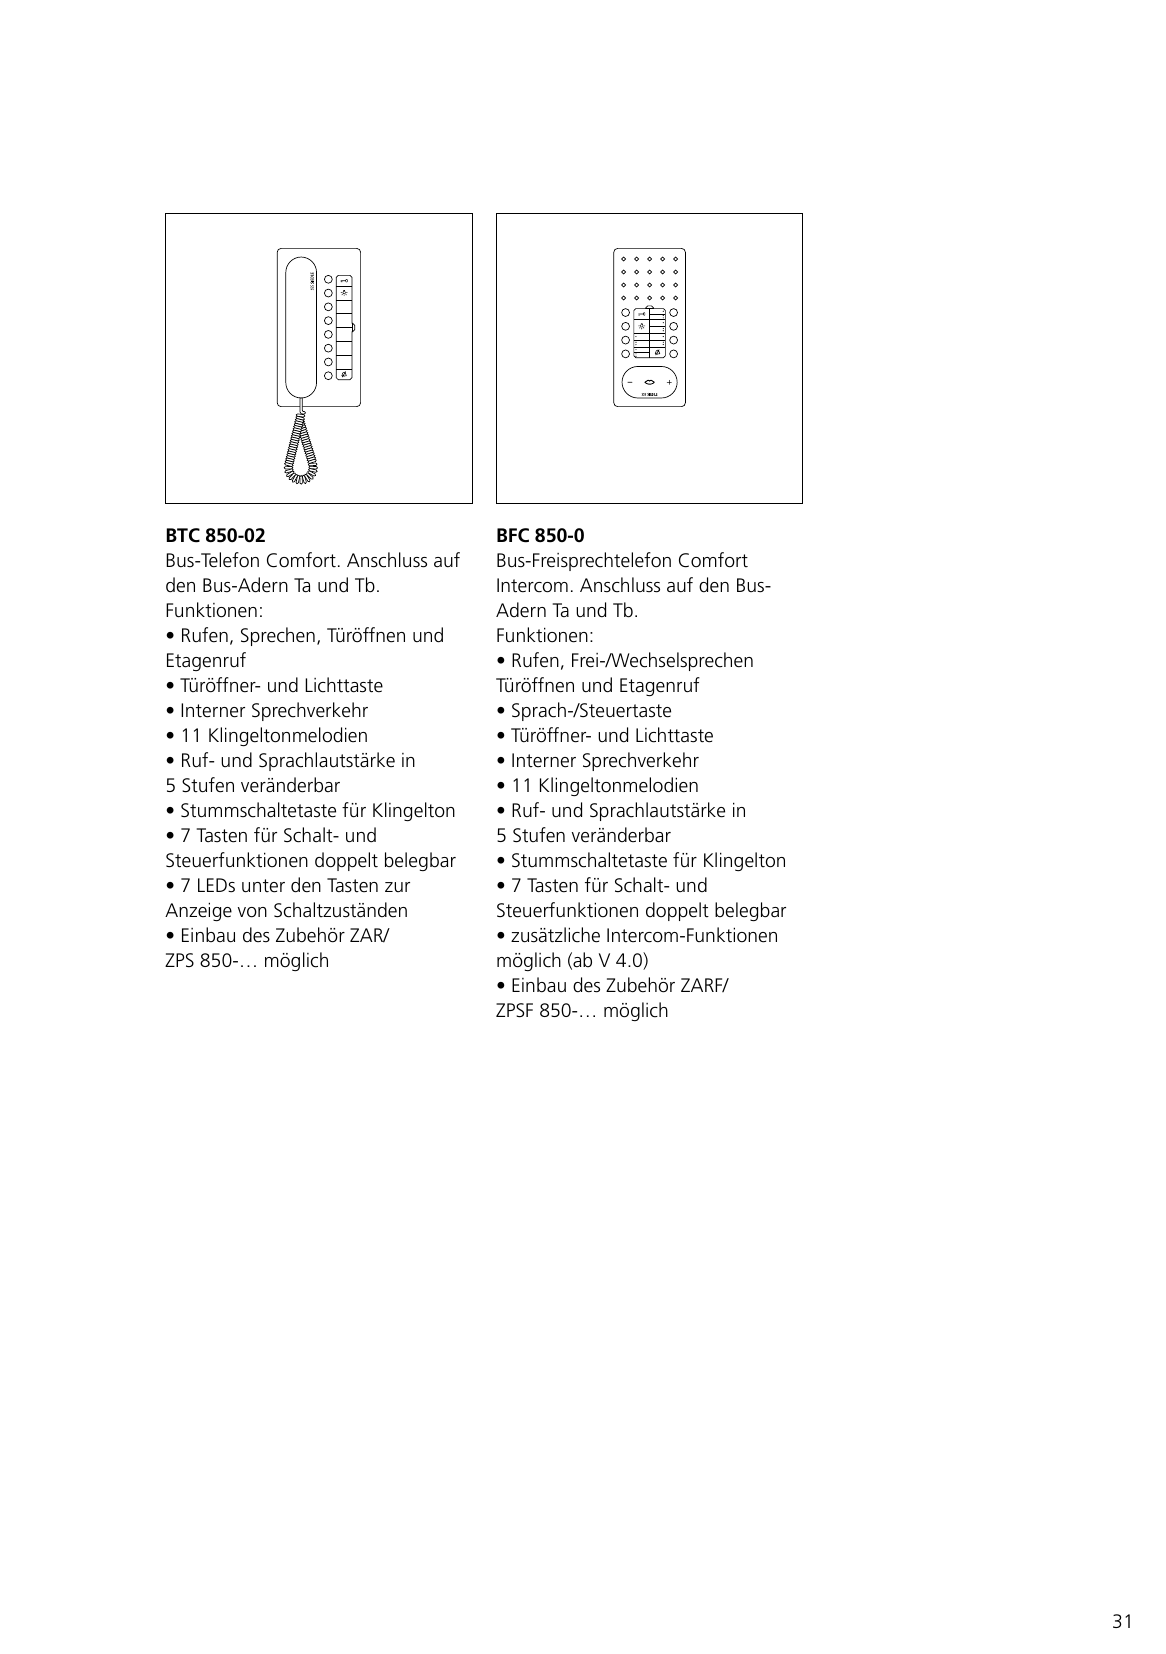 BTC 850-02
Bus-Telefon Comfort. Anschluss auf
den Bus-Adern Ta und Tb.
Funktionen:
• Rufen, Sprechen, Türöffnen und
Etagenruf
• Türöffner- und Lichttaste
• Interner Sprechverkehr
• 11 Klingeltonmelodien
• Ruf- und Sprachlautstärke in
5 Stufen veränderbar
• Stummschaltetaste für Klingelton
• 7 Tasten für Schalt- und
Steuerfunktionen doppelt belegbar
• 7 LEDs unter den Tasten zur
Anzeige von Schaltzuständen
• Einbau des Zubehör ZAR/
ZPS 850-… möglich
BFC 850-0
Bus-Freisprechtelefon Comfort
Intercom. Anschluss auf den Bus-
Adern Ta und Tb.
Funktionen:
• Rufen, Frei-/Wechselsprechen
Türöffnen und Etagenruf
• Sprach-/Steuertaste
• Türöffner- und Lichttaste
• Interner Sprechverkehr
• 11 Klingeltonmelodien
• Ruf- und Sprachlautstärke in
5 Stufen veränderbar
• Stummschaltetaste für Klingelton
• 7 Tasten für Schalt- und
Steuerfunktionen doppelt belegbar
• zusätzliche Intercom-Funktionen
möglich (ab V 4.0)
• Einbau des Zubehör ZARF/
ZPSF 850-… möglich
31